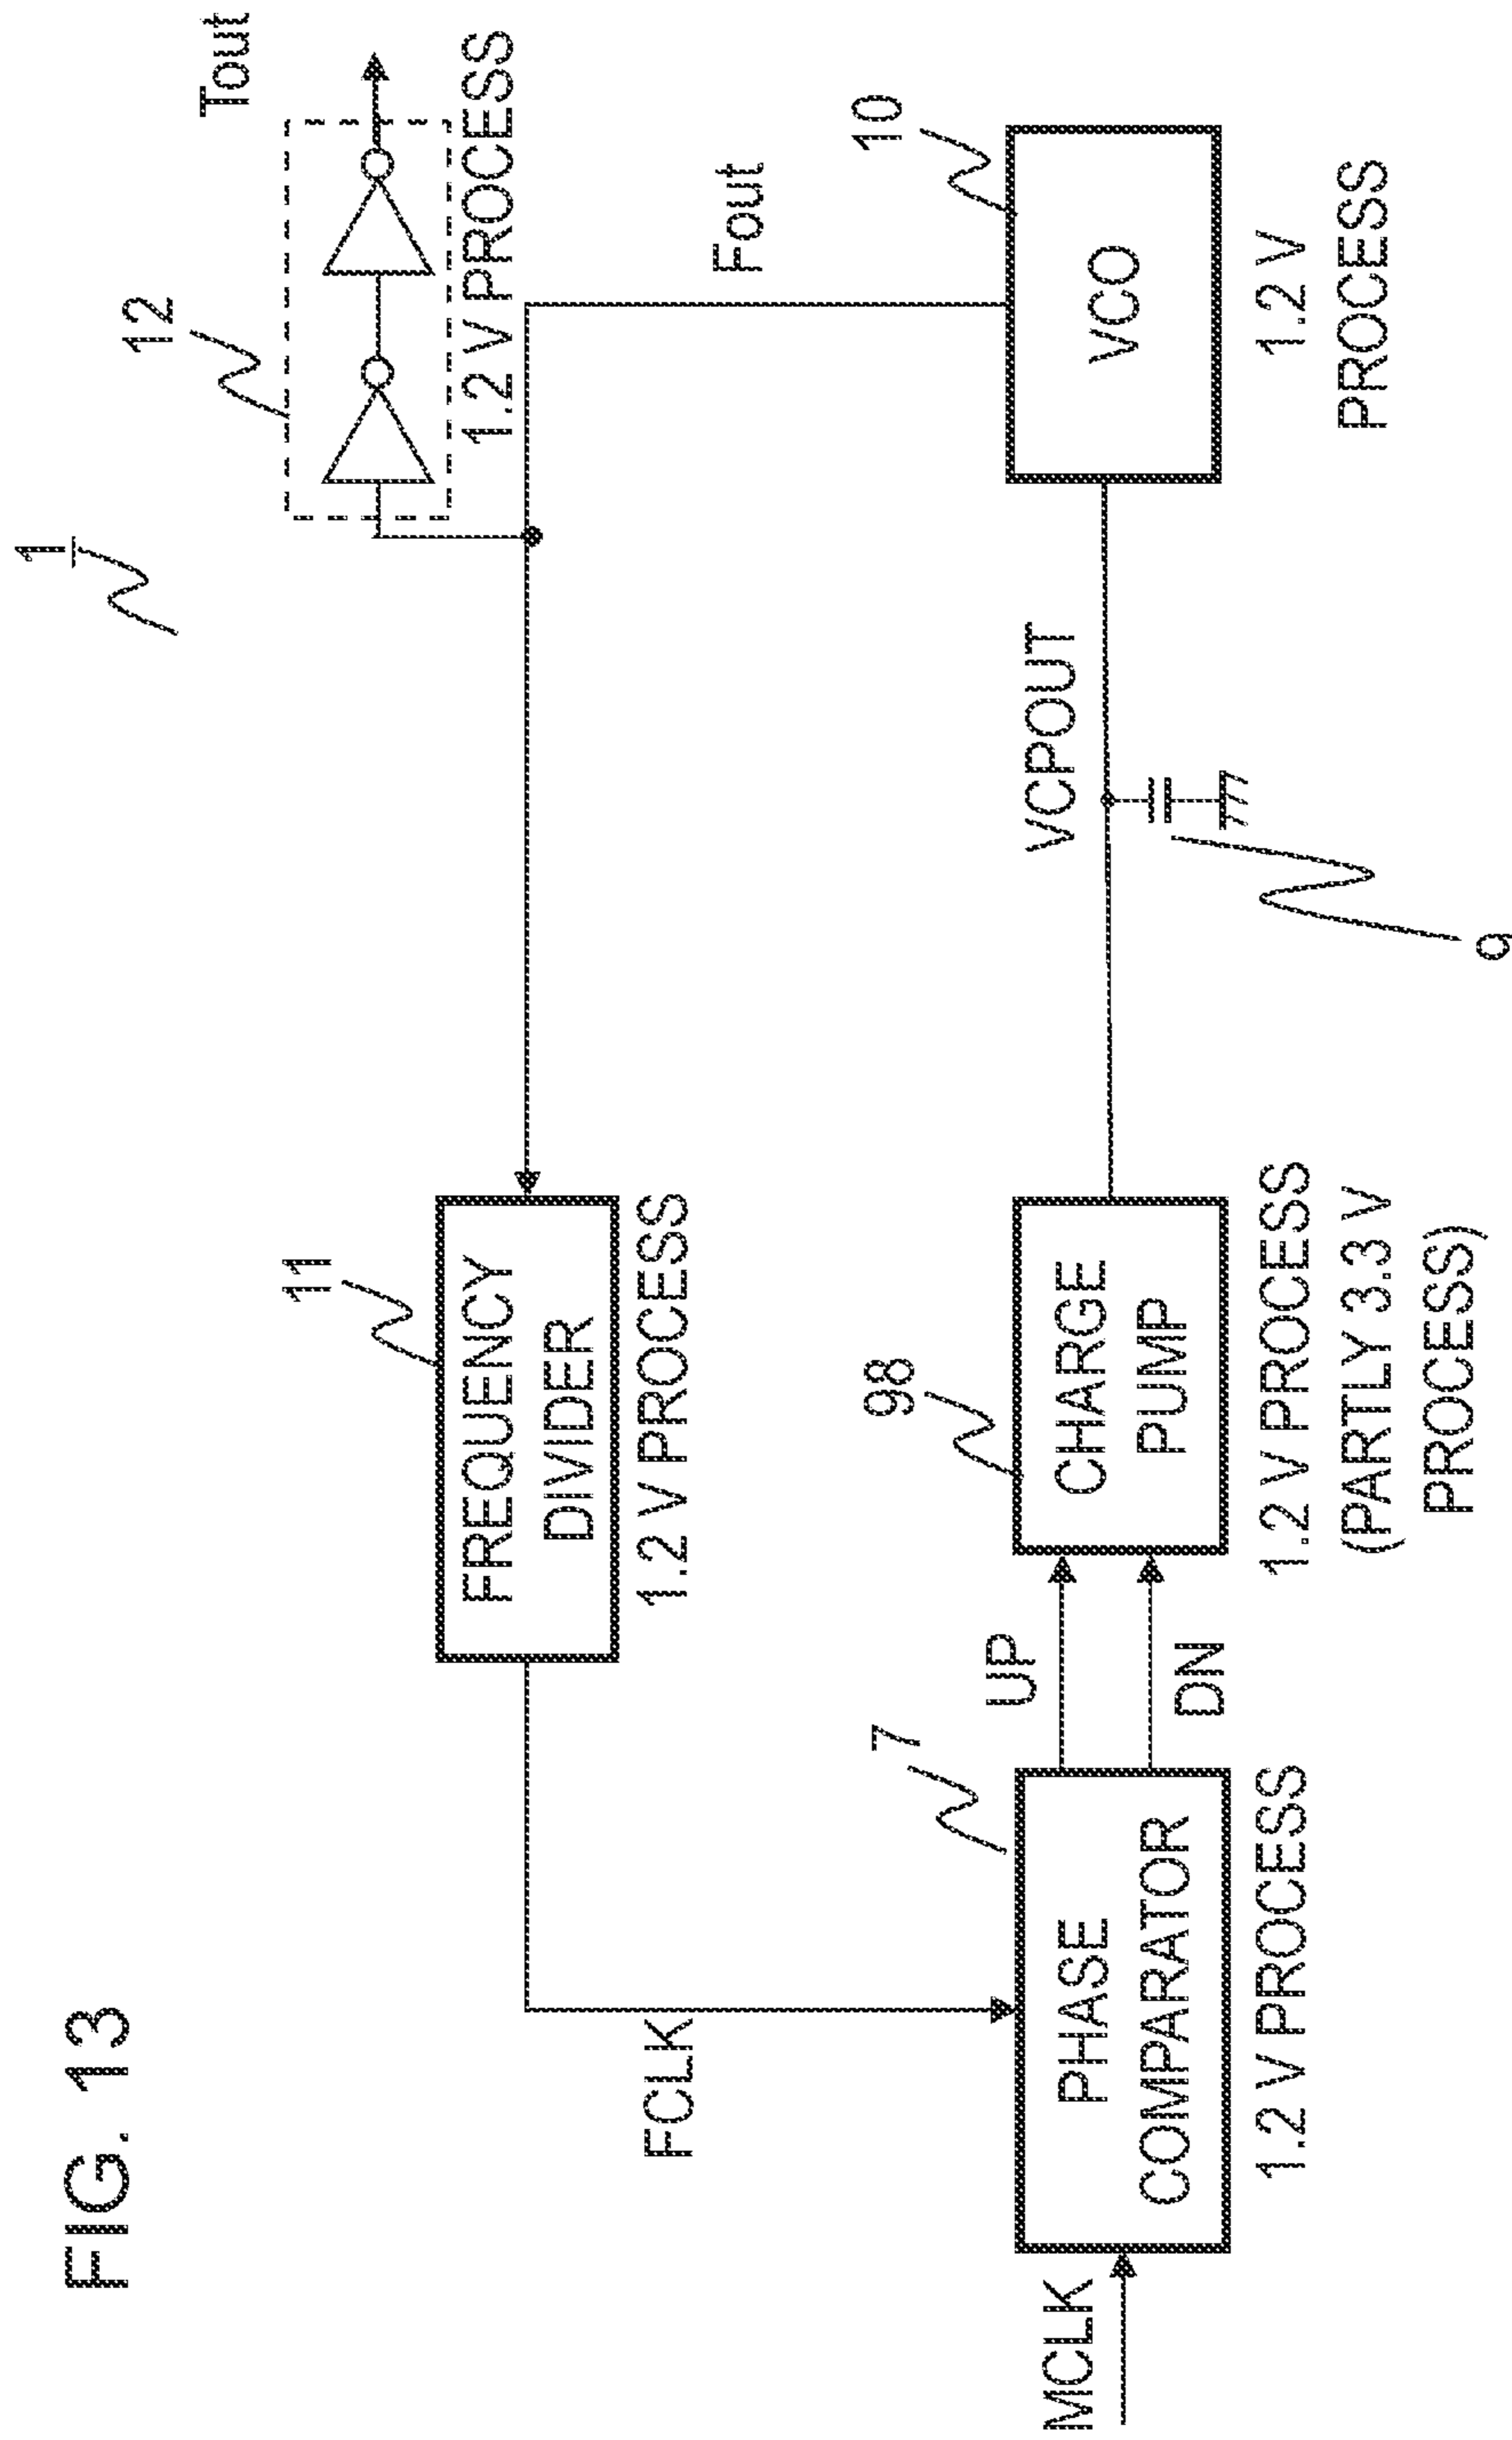 FIG. 13
1
12
Tout
1.2 V PROCESS
11
FREQUENCY
DIVIDER
1.2 V PROCESS
Fout
FCLK
MCLK
7
PHASE
COMPARATOR
1.2 V PROCESS
UP
DN
98
CHARGE
PUMP
1.2 V PROCESS
(PARTLY 3.3 V
PROCESS)
VCPOUT
9
10
VCO
1.2 V
PROCESS